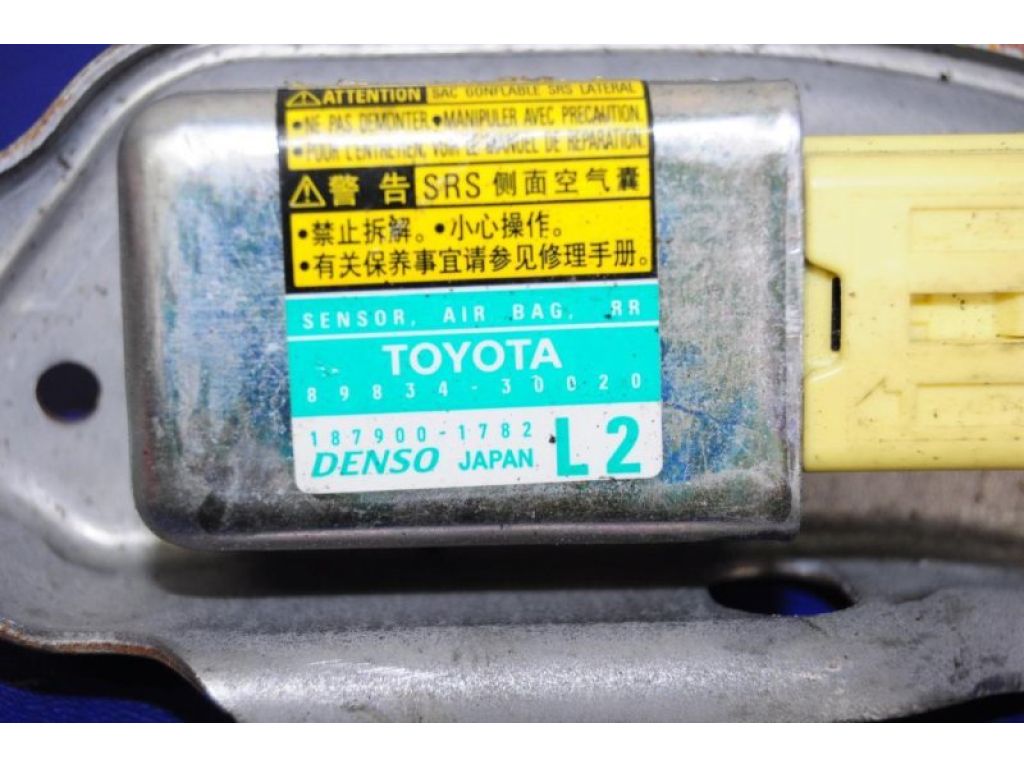 ATTENTION SAC GONFLABLE SRS LATERAL
•NE PAS DEMONTER. •MANIPULER AVEC PRECAUTION.
•POUR L'ENTRETIEN, VOIR LE MANUEL DE REPARATION.
警告 SRS 侧面空气囊
•禁止拆解。•小心操作。
•有关保养事宜请参见修理手册。
SENSOR, AIR BAG, RR
TOYOTA
89834-30020
187900-1782
DENSO JAPAN L2